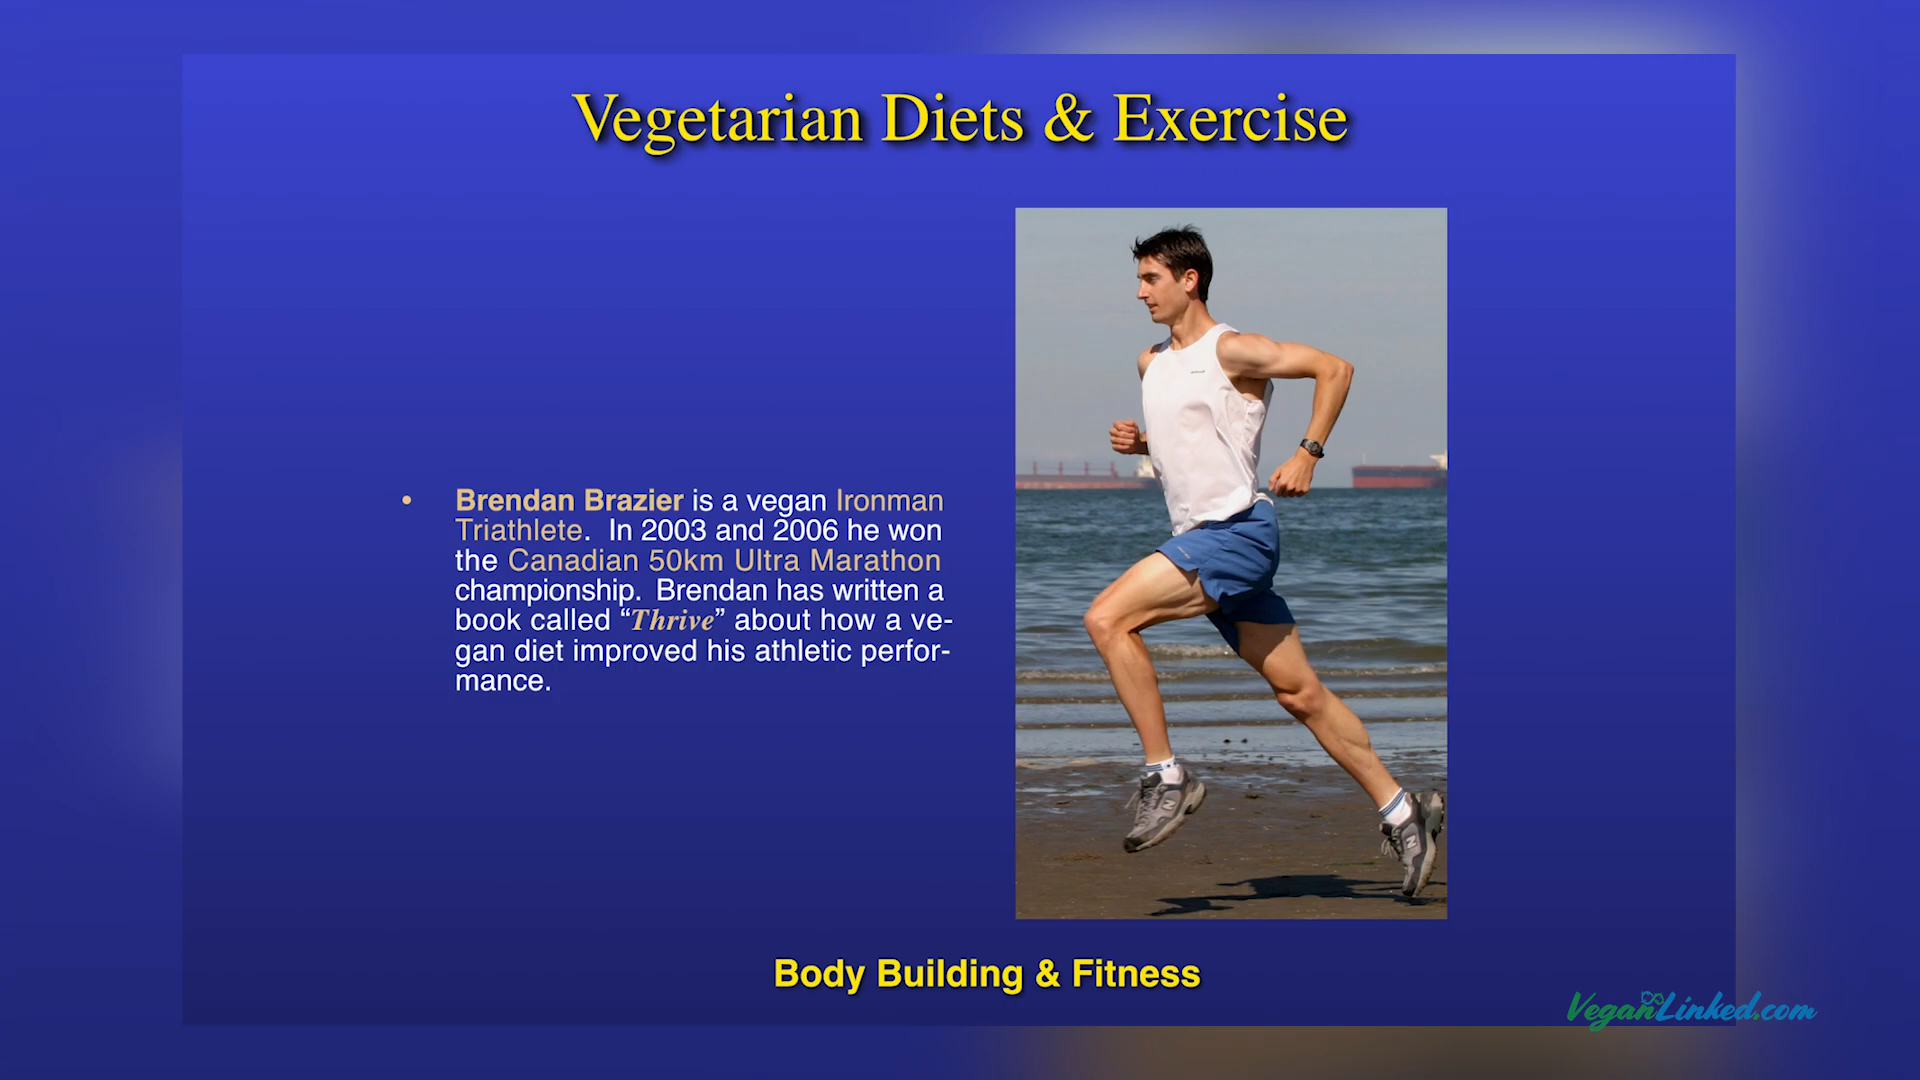 Vegetarian Diets & Exercise
• Brendan Brazier is a vegan Ironman
Triathlete. In 2003 and 2006 he won
the Canadian 50km Ultra Marathon
championship. Brendan has written a
book called “Thrive” about how a ve-
gan diet improved his athletic perfor-
mance.
Body Building & Fitness
VeganLinked.com